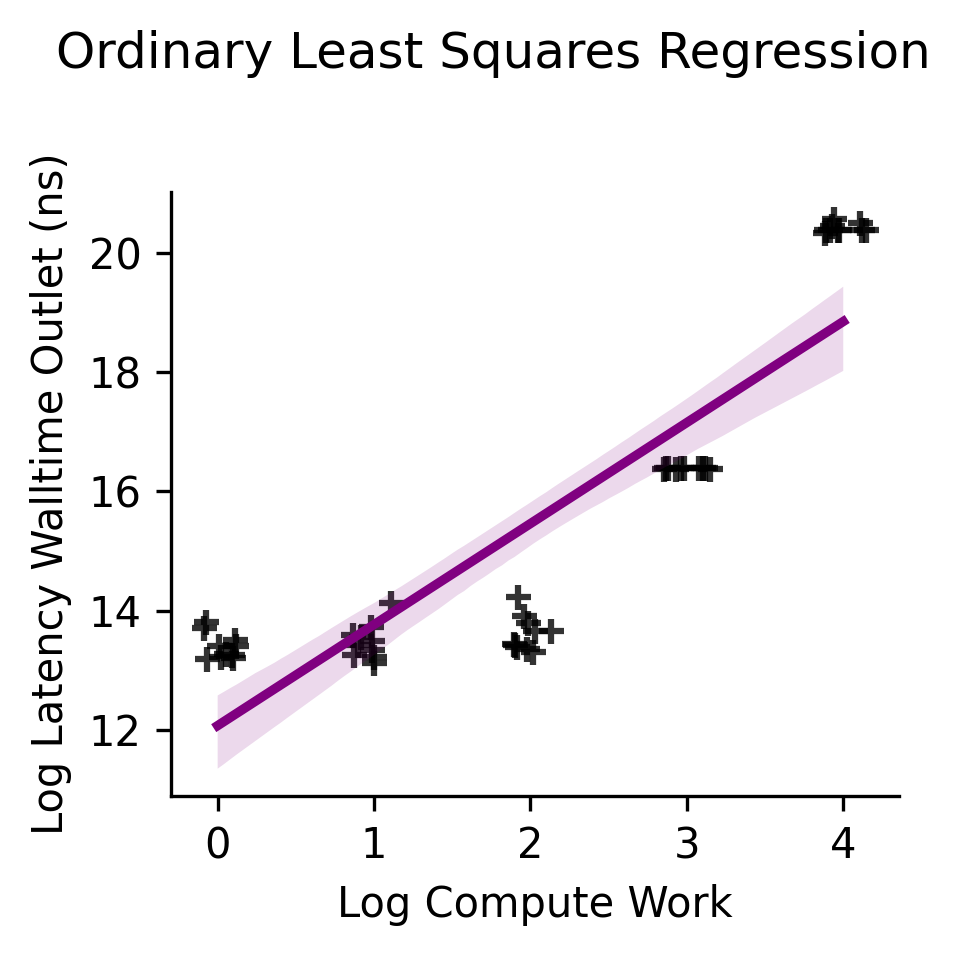 Ordinary Least Squares Regression
Log Latency Walltime Outlet (ns)
20
18
16
14
12
0 1 2 3 4
Log Compute Work